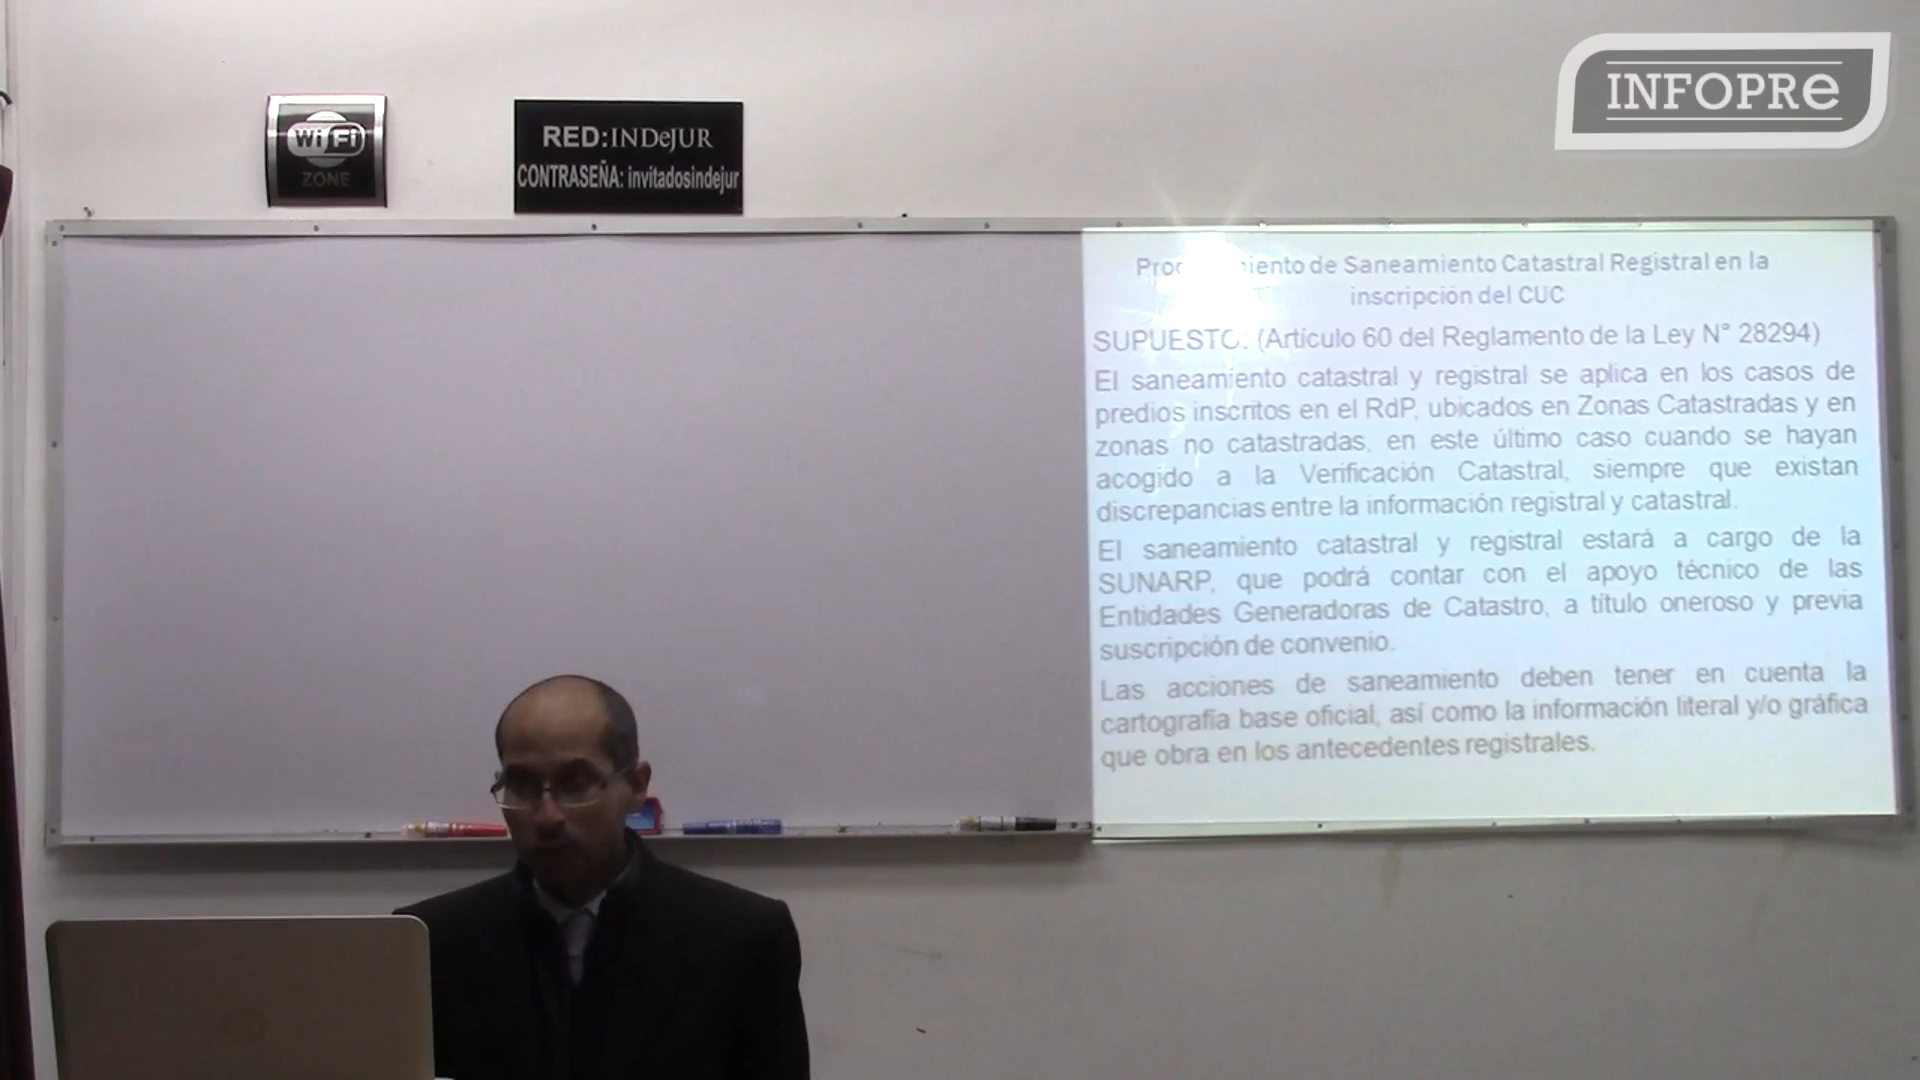 INFOPRe
WiFi
ZONE
RED:INDeJUR
CONTRASEÑA: invitadosindejur
de Saneamiento Catastral Registral en la
inscripción del CUC
SUPUESTO: (Artículo 60 del Reglamento de la Ley N° 28294)
El saneamiento catastral y registral se aplica en los casos de
predios inscritos en el RdP, ubicados en Zonas Catastradas y en
zonas no catastradas, en este último caso cuando se hayan
acogido a la Verificación Catastral, siempre que existan
discrepancias entre la información registral y catastral.
El saneamiento catastral y registral estará a cargo de la
SUNARP, que podrá contar con el apoyo técnico de las
Entidades Generadoras de Catastro, a título oneroso y previa
suscripción de convenio.
Las acciones de saneamiento deben tener en cuenta la
cartografía base oficial, así como la información literal y/o gráfica
que obra en los antecedentes registrales.